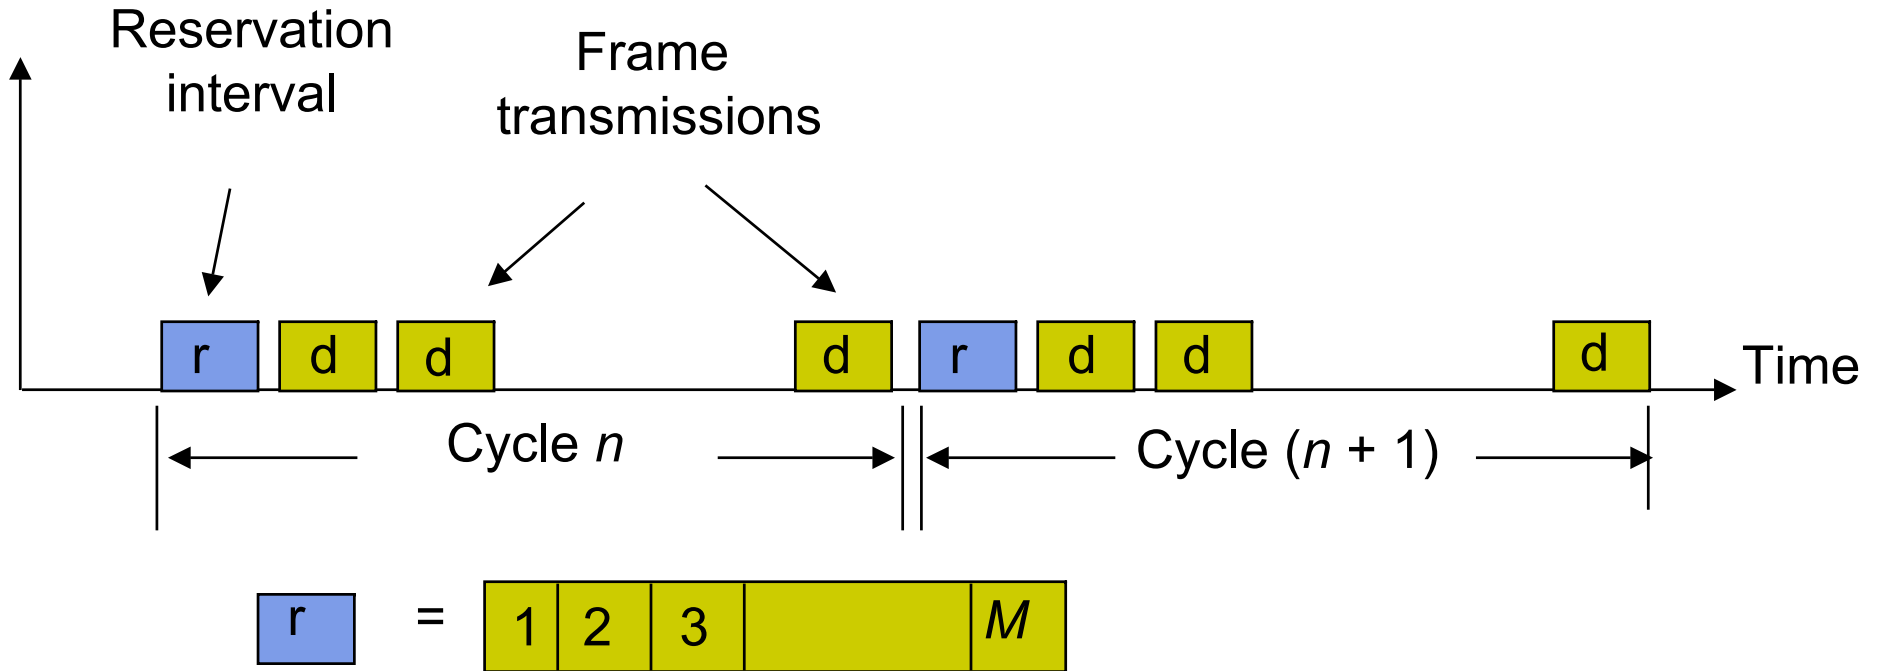 Reservation
interval
Frame
transmissions
r d d d r d d d
Time
Cycle n
Cycle (n + 1)
r = 1 2 3 M